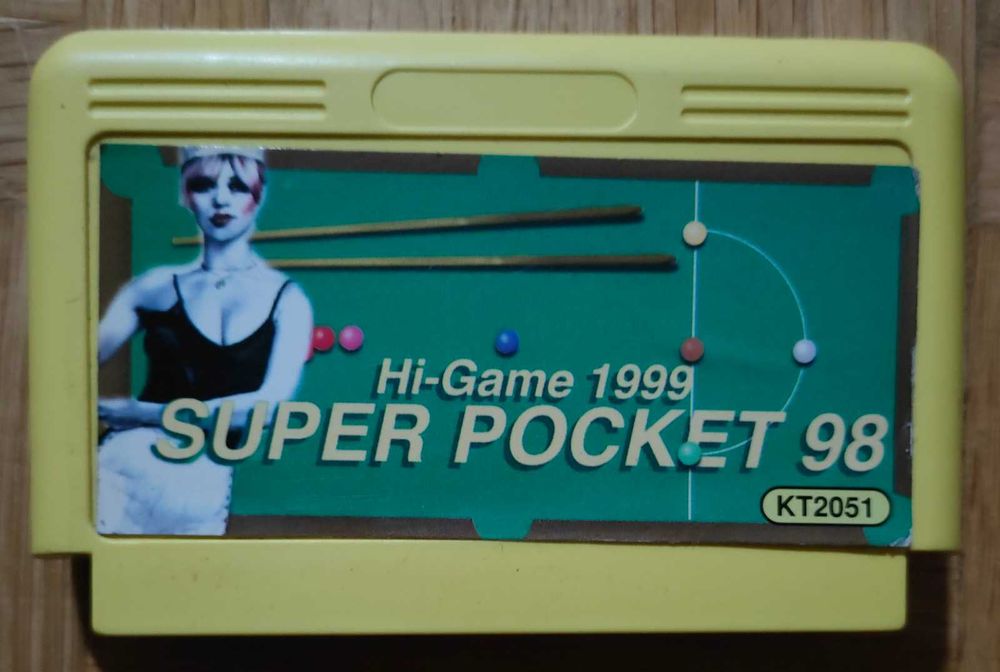 Hi-Game 1999
SUPER POCKET 98
KT2051